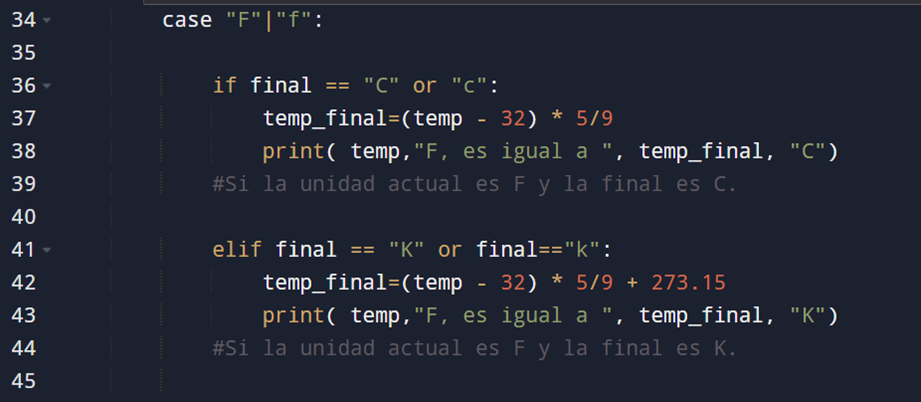 34 case "F"|"f":
35
36 if final == "C" or "c":
37 temp_final=(temp - 32) * 5/9
38 print( temp,"F, es igual a ", temp_final, "C")
39 #Si la unidad actual es F y la final es C.
40
41 elif final == "K" or final=="k":
42 temp_final=(temp - 32) * 5/9 + 273.15
43 print( temp,"F, es igual a ", temp_final, "K")
44 #Si la unidad actual es F y la final es K.
45